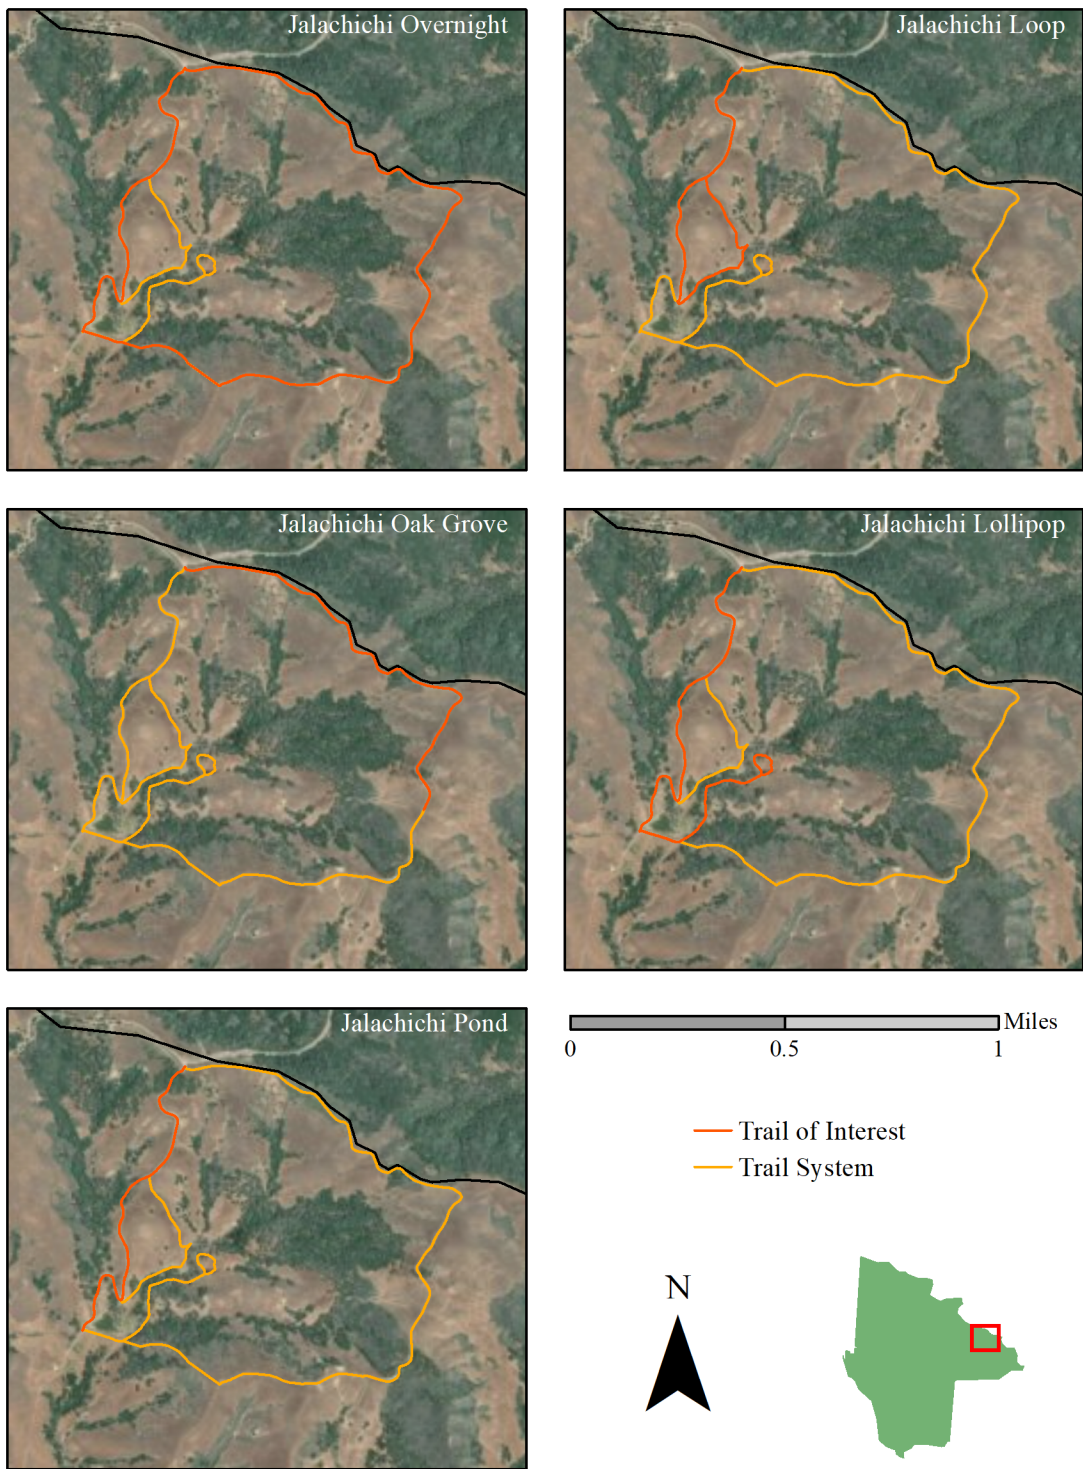 Jalachichi Overnight
Jalachichi Loop
Jalachichi Oak Grove
Jalachichi Lollipop
Jalachichi Pond
Miles
0 0.5 1
Trail of Interest
Trail System
N